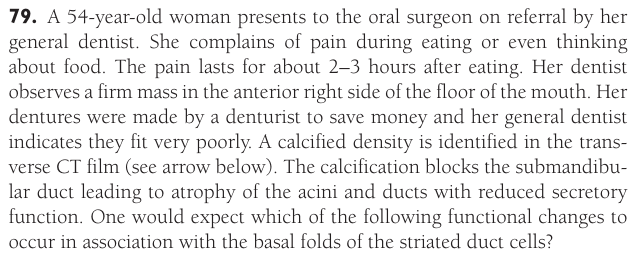 79. A 54-year-old woman presents to the oral surgeon on referral by her
general dentist. She complains of pain during eating or even thinking
about food. The pain lasts for about 2–3 hours after eating. Her dentist
observes a firm mass in the anterior right side of the floor of the mouth. Her
dentures were made by a denturist to save money and her general dentist
indicates they fit very poorly. A calcified density is identified in the trans-
verse CT film (see arrow below). The calcification blocks the submandibu-
lar duct leading to atrophy of the acini and ducts with reduced secretory
function. One would expect which of the following functional changes to
occur in association with the basal folds of the striated duct cells?